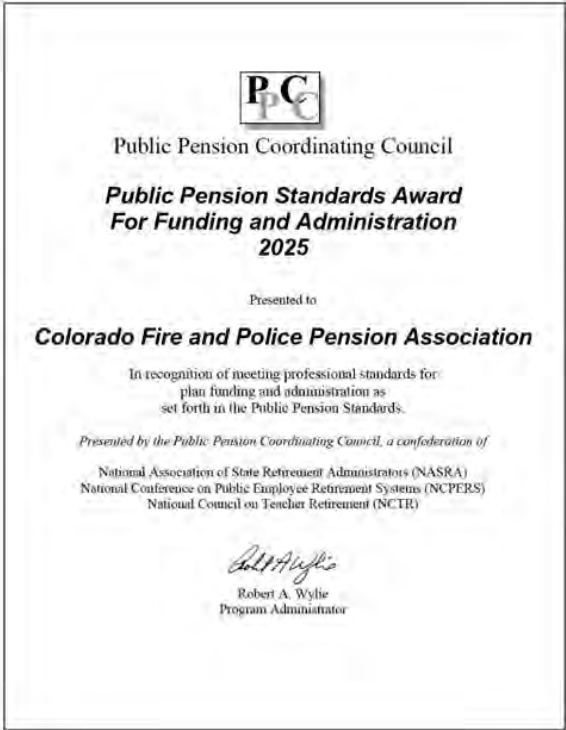 PPCC
Public Pension Coordinating Council
Public Pension Standards Award
For Funding and Administration
2025
Presented to
Colorado Fire and Police Pension Association
In recognition of meeting professional standards for
plan funding and administration as
set forth in the Public Pension Standards.
Presented by the Public Pension Coordinating Council, a confederation of
National Association of State Retirement Administrators (NASRA)
National Conference on Public Employee Retirement Systems (NCPERS)
National Council on Teacher Retirement (NCTR)
Robert A. Wylie
Robert A. Wylie
Program Administrator